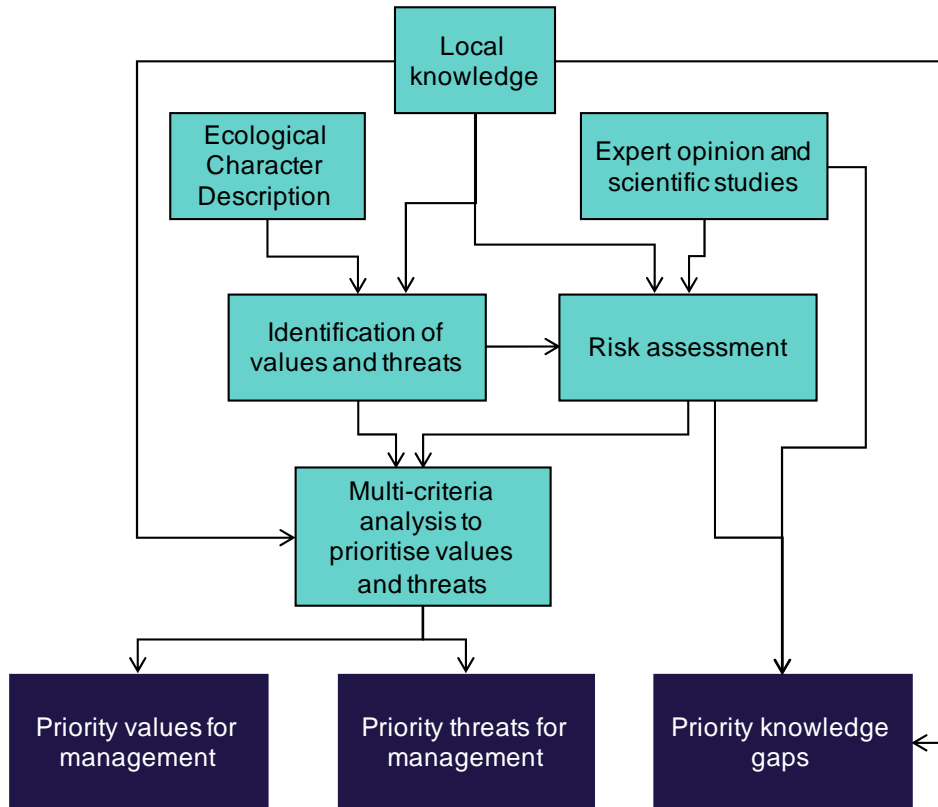 Local
knowledge
Ecological
Character
Description
Expert opinion and
scientific studies
Identification of
values and threats
Risk assessment
Multi-criteria
analysis to
prioritise values
and threats
Priority values for
management
Priority threats for
management
Priority knowledge
gaps